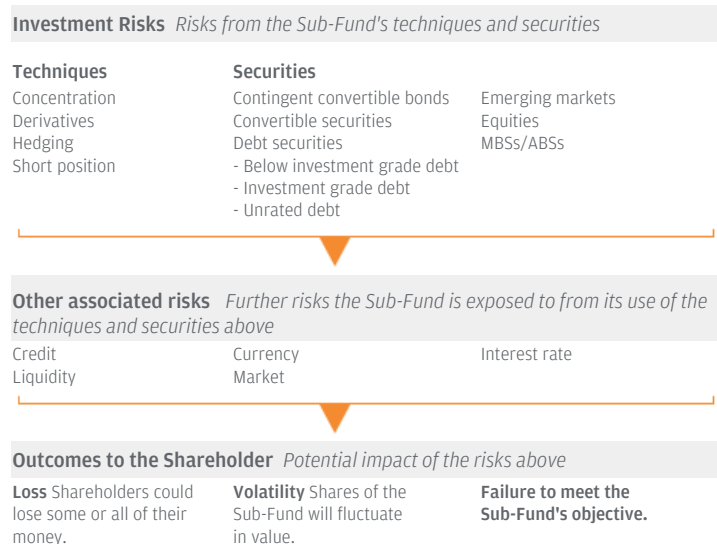 Investment Risks Risks from the Sub-Fund's techniques and securities
Techniques
Concentration
Derivatives
Hedging
Short position
Securities
Contingent convertible bonds
Convertible securities
Debt securities
- Below investment grade debt
- Investment grade debt
- Unrated debt
Emerging markets
Equities
MBSs/ABSs
Other associated risks Further risks the Sub-Fund is exposed to from its use of the
techniques and securities above
Credit
Liquidity
Currency
Market
Interest rate
Outcomes to the Shareholder Potential impact of the risks above
Loss Shareholders could
lose some or all of their
money.
Volatility Shares of the
Sub-Fund will fluctuate
in value.
Failure to meet the
Sub-Fund's objective.